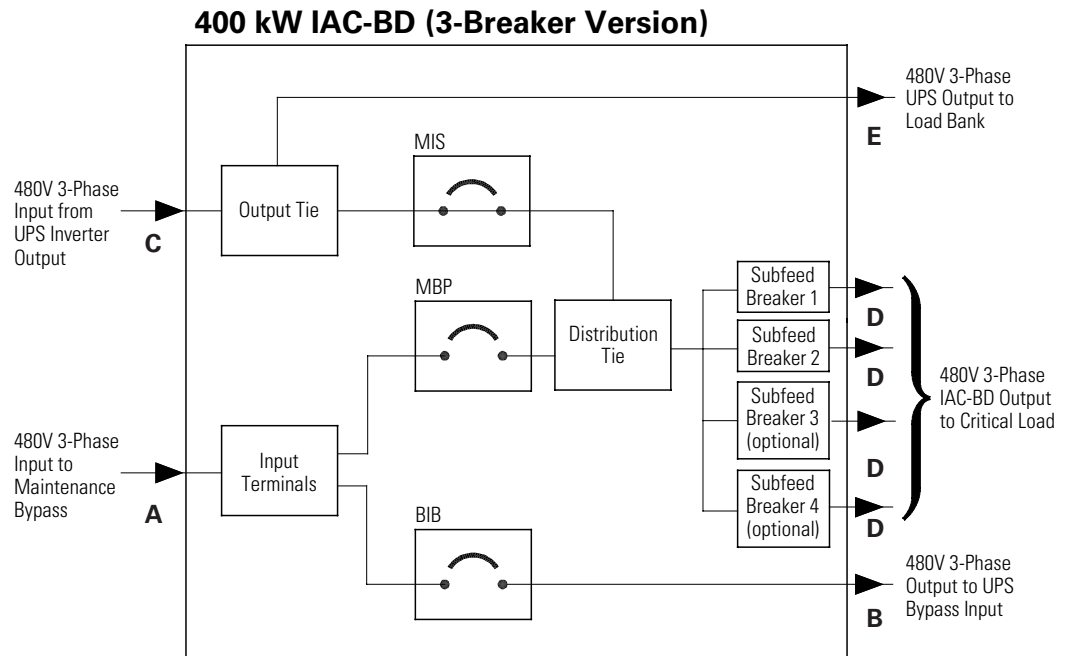 400 kW IAC-BD (3-Breaker Version)
480V 3-Phase
UPS Output to
Load Bank
E
MIS
480V 3-Phase
Input from
UPS Inverter
Output
C
Output Tie
MBP
Distribution
Tie
Subfeed
Breaker 1
D
Subfeed
Breaker 2
D
Subfeed
Breaker 3
(optional)
D
Subfeed
Breaker 4
(optional)
D
480V 3-Phase
IAC-BD Output
to Critical Load
480V 3-Phase
Input to
Maintenance
Bypass
A
Input
Terminals
BIB
480V 3-Phase
Output to UPS
Bypass Input
B